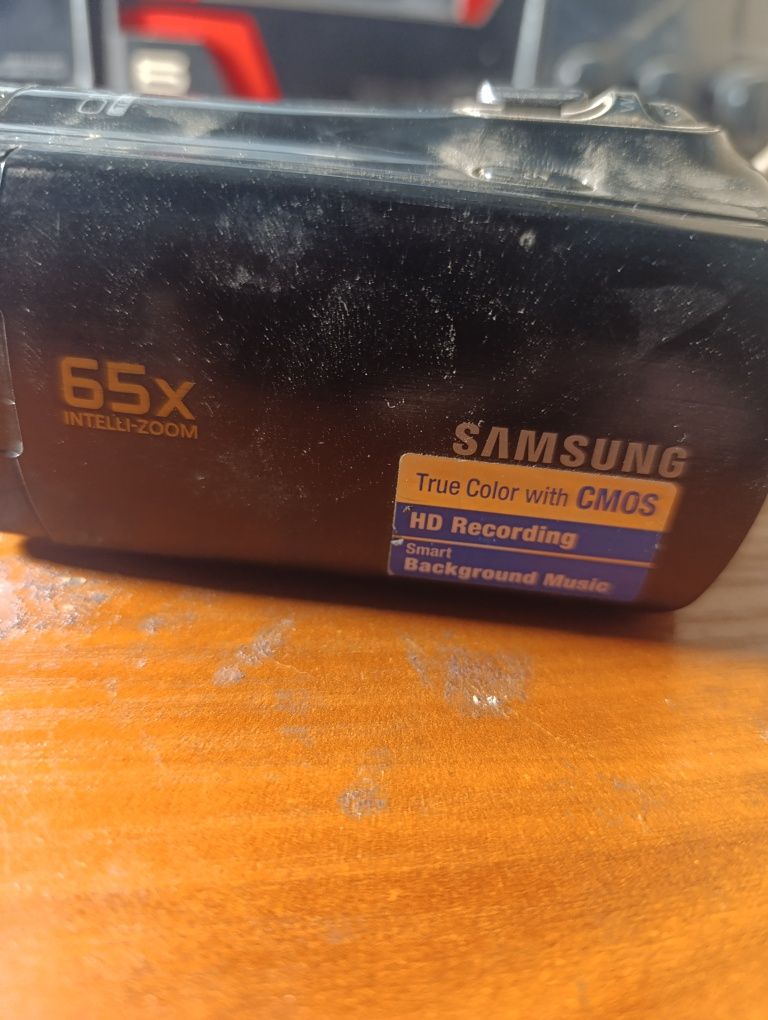 65x
INTELLI-ZOOM
SAMSUNG
True Color with CMOS
HD Recording
Smart
Background Music
W